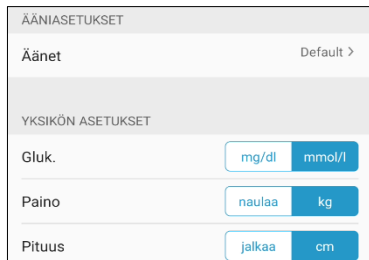 ÄÄNIASETUKSET
Äänet Default >
YKSIKÖN ASETUKSET
Gluk. mg/dl mmol/l
Paino naulaa kg
Pituus jalkaa cm